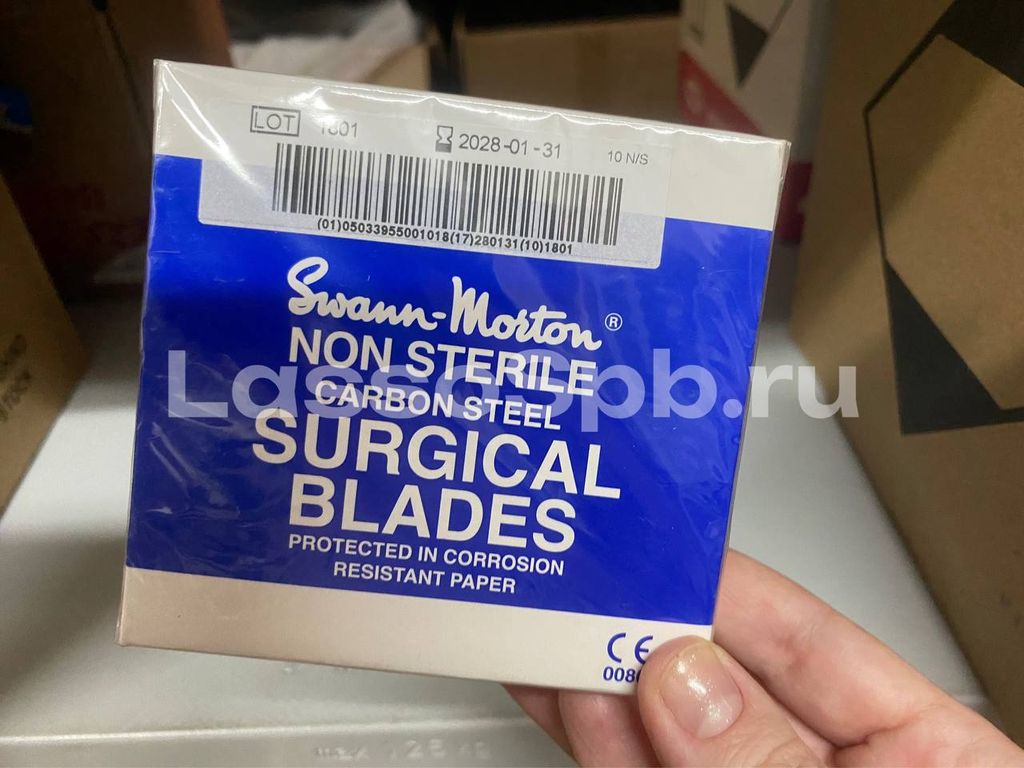 LOT 1801 2028-01-31 10 N/S
(01)05033955001018(17)280131(10)1801
Swann-Morton®
NON STERILE
CARBON STEEL
SURGICAL
BLADES
PROTECTED IN CORROSION
RESISTANT PAPER
CE
LassoSpb.ru